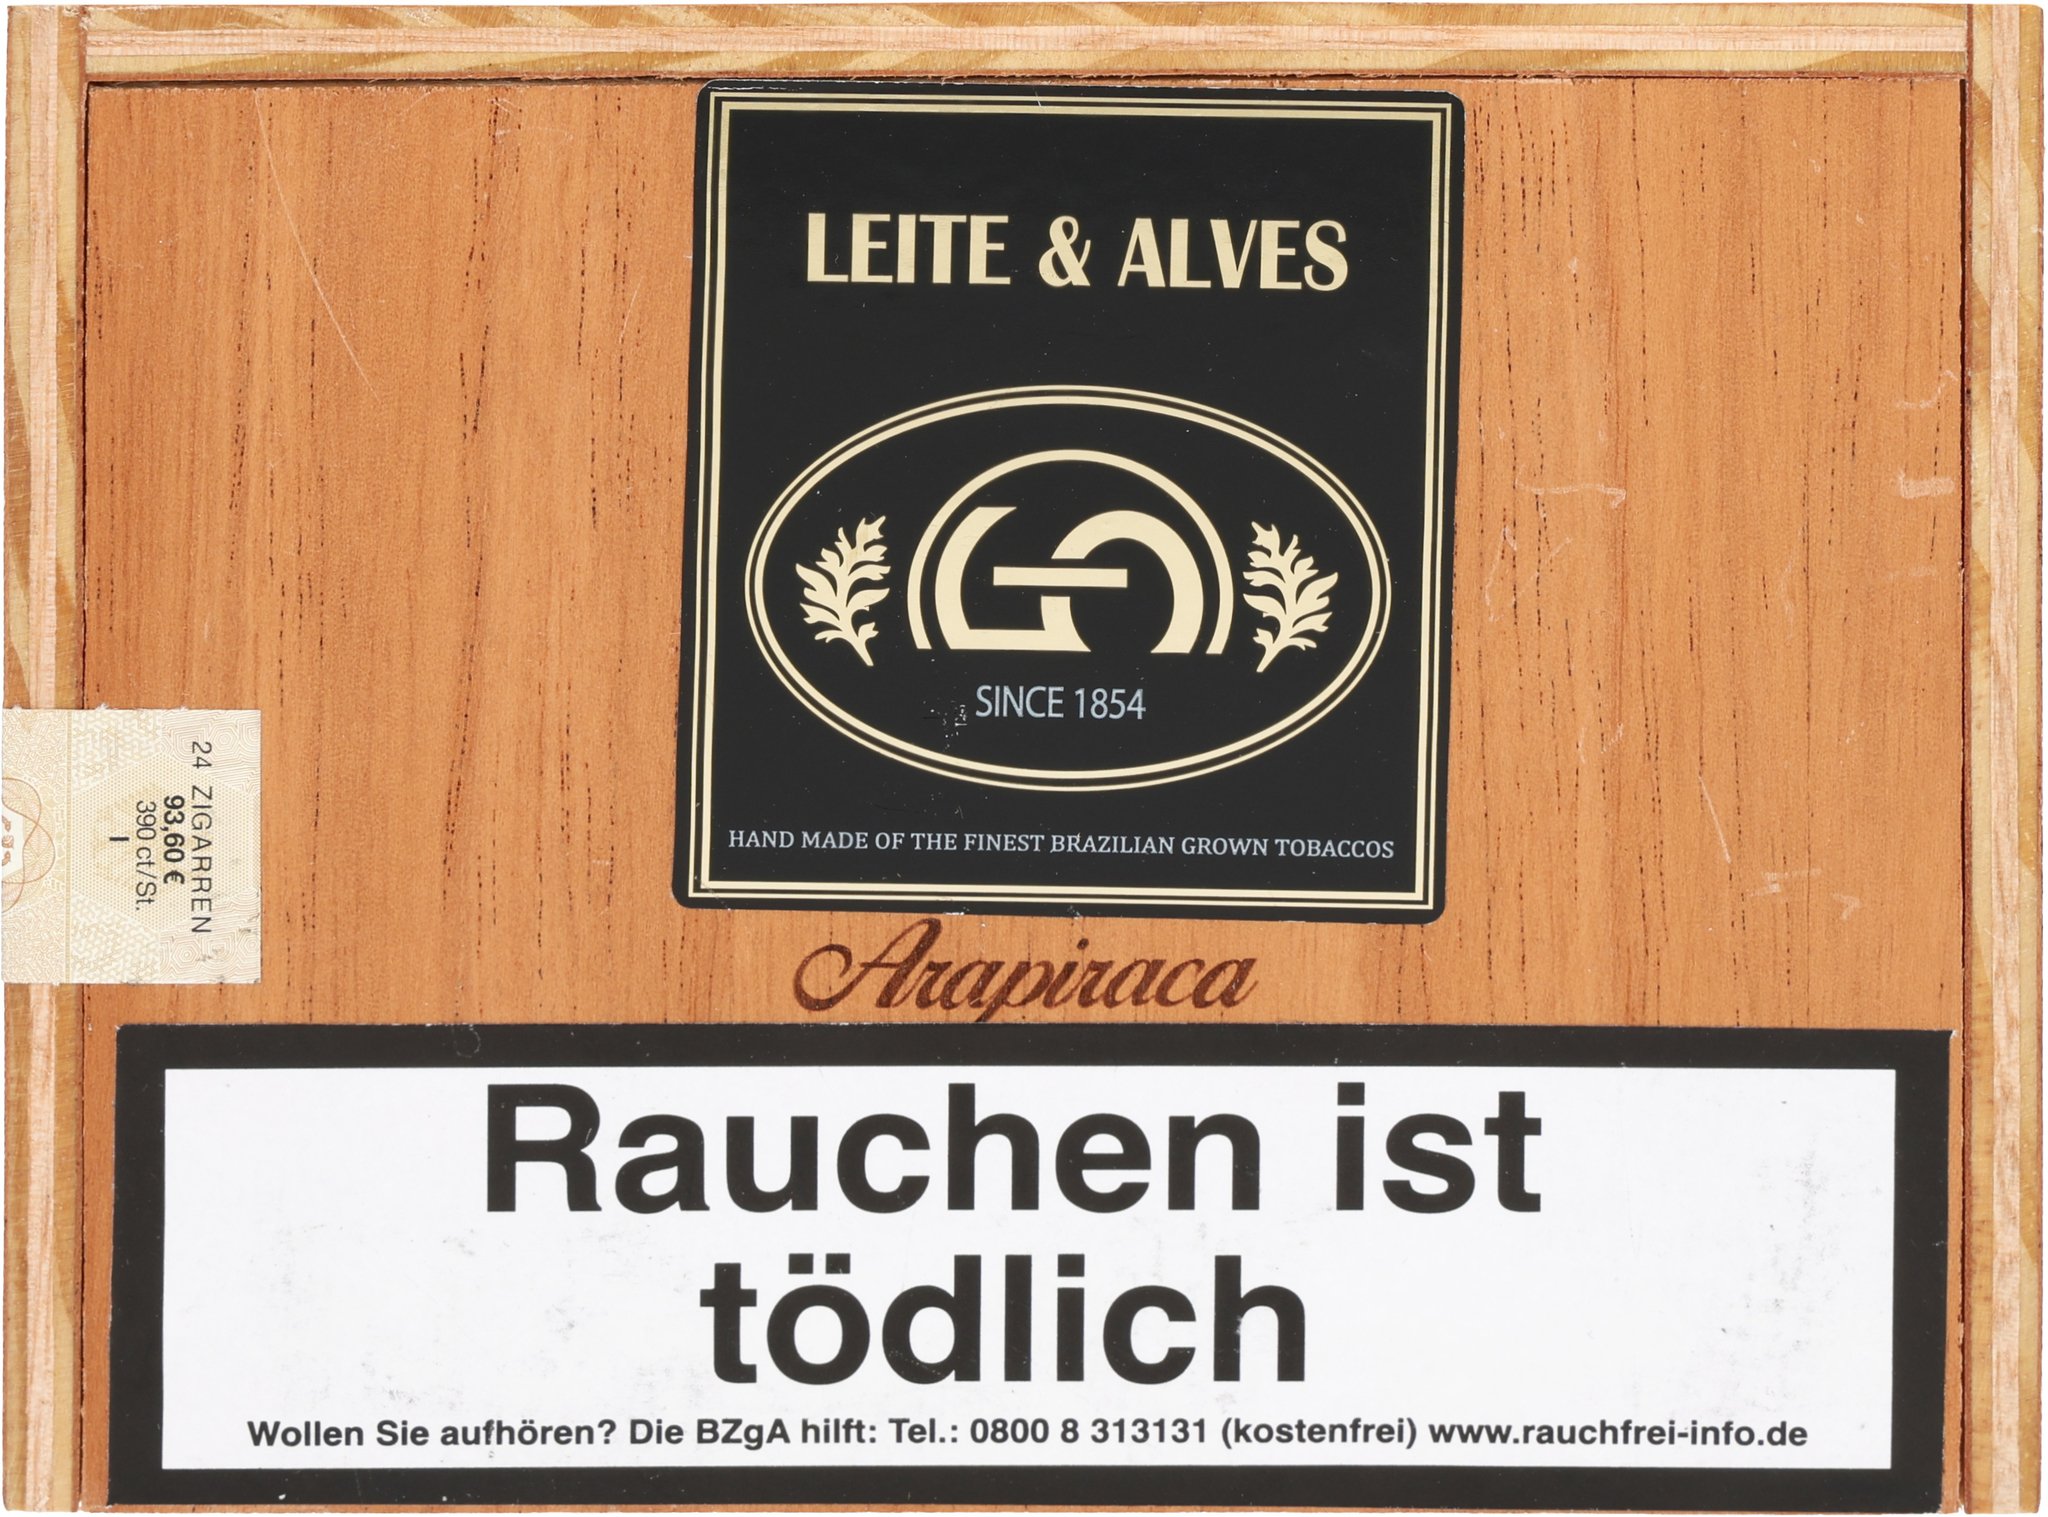 LEITE & ALVES
SINCE 1854
HAND MADE OF THE FINEST BRAZILIAN GROWN TOBACCOS
Arapiraca
24 ZIGARREN
93,60 €
390 ct/St.
I
Rauchen ist
tödlich
Wollen Sie aufhören? Die BZgA hilft: Tel.: 0800 8 313131 (kostenfrei) www.rauchfrei-info.de